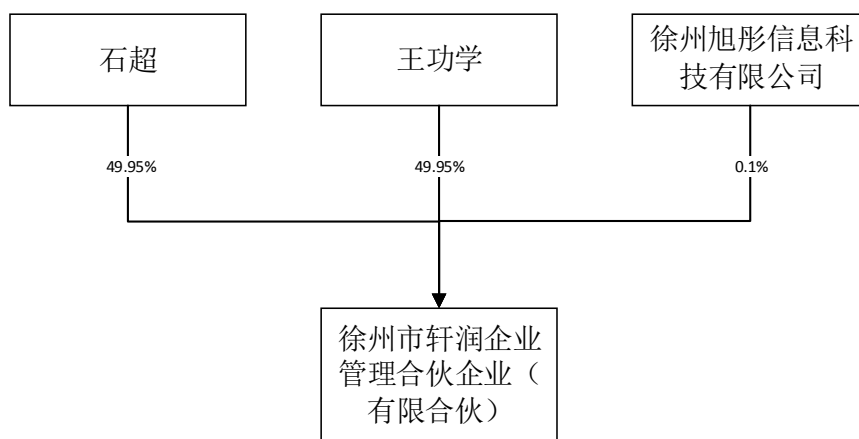 石超
王功学
徐州旭彤信息科
技有限公司
49.95%
49.95%
0.1%
徐州市轩润企业
管理合伙企业（
有限合伙）